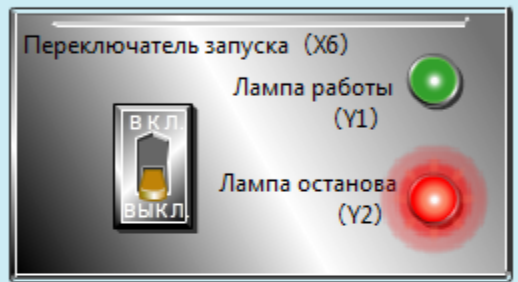 Переключатель запуска (X6)
Лампа работы
(Y1)
ВКЛ.
Лампа останова
(Y2)
ВЫКЛ.